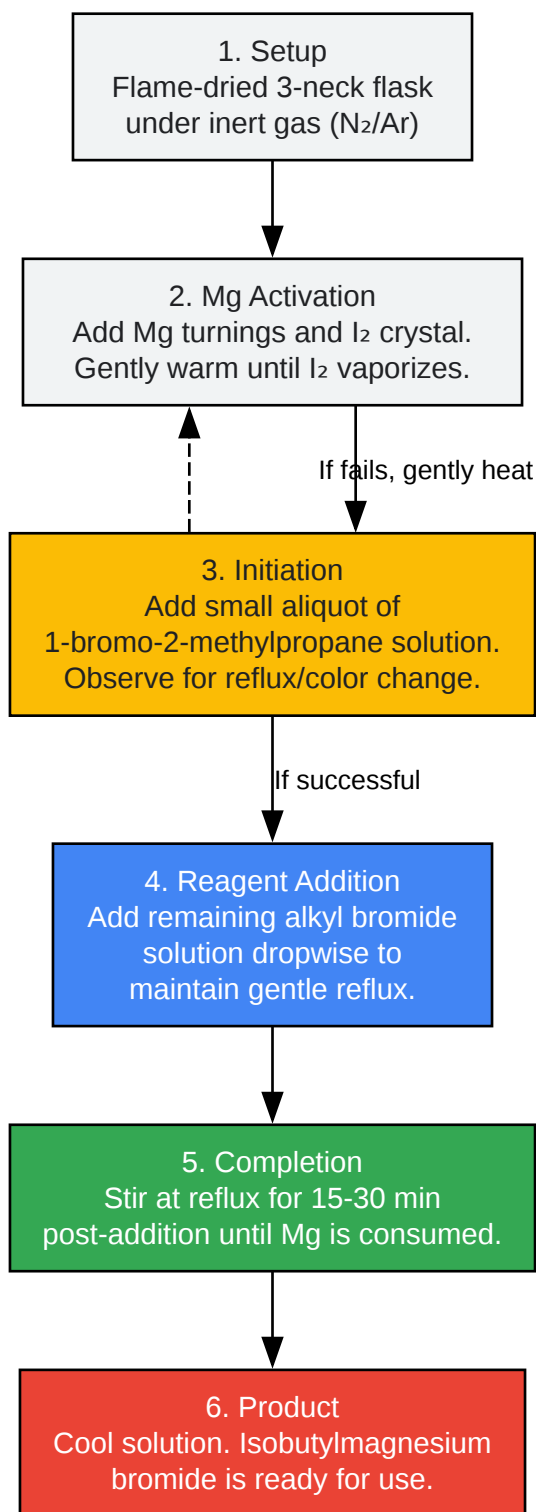 1. Setup
Flame-dried 3-neck flask
under inert gas (N₂/Ar)
2. Mg Activation
Add Mg turnings and I₂ crystal.
Gently warm until I₂ vaporizes.
If fails, gently heat
3. Initiation
Add small aliquot of
1-bromo-2-methylpropane solution.
Observe for reflux/color change.
If successful
4. Reagent Addition
Add remaining alkyl bromide
solution dropwise to
maintain gentle reflux.
5. Completion
Stir at reflux for 15-30 min
post-addition until Mg is consumed.
6. Product
Cool solution. Isobutylmagnesium
bromide is ready for use.